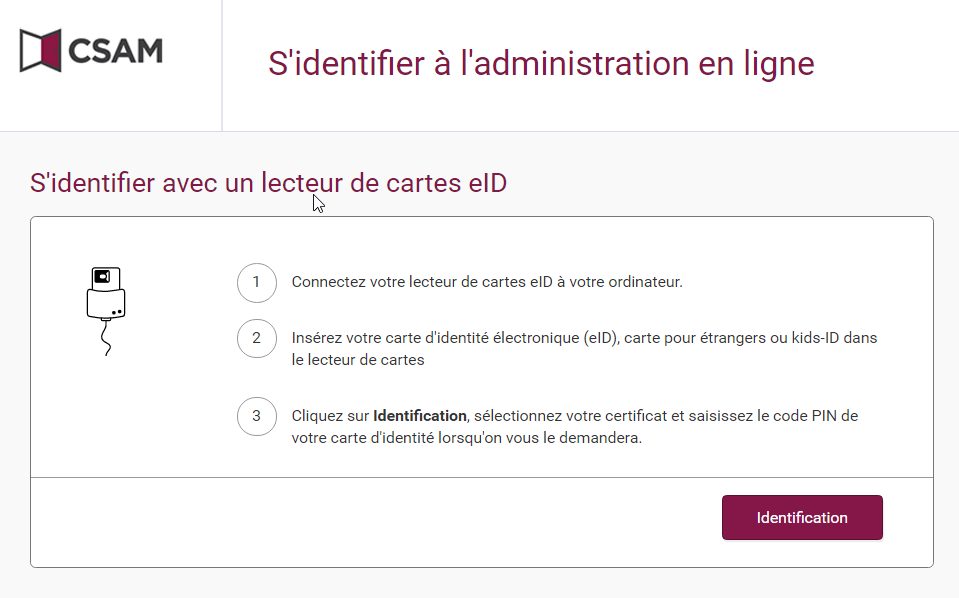 CSAM
S'identifier à l'administration en ligne
S'identifier avec un lecteur de cartes eID
1
Connectez votre lecteur de cartes eID à votre ordinateur.
2
Insérez votre carte d'identité électronique (eID), carte pour étrangers ou kids-ID dans
le lecteur de cartes
3
Cliquez sur Identification, sélectionnez votre certificat et saisissez le code PIN de
votre carte d'identité lorsqu'on vous le demandera.
Identification